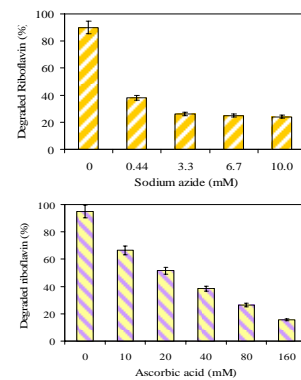 Degraded Riboflavin (%)
100
80
60
40
20
0
0 0.44 3.3 6.7 10.0
Sodium azide (mM)
Degraded riboflavin (%)
100
80
60
40
20
0
0 10 20 40 80 160
Ascorbic acid (mM)